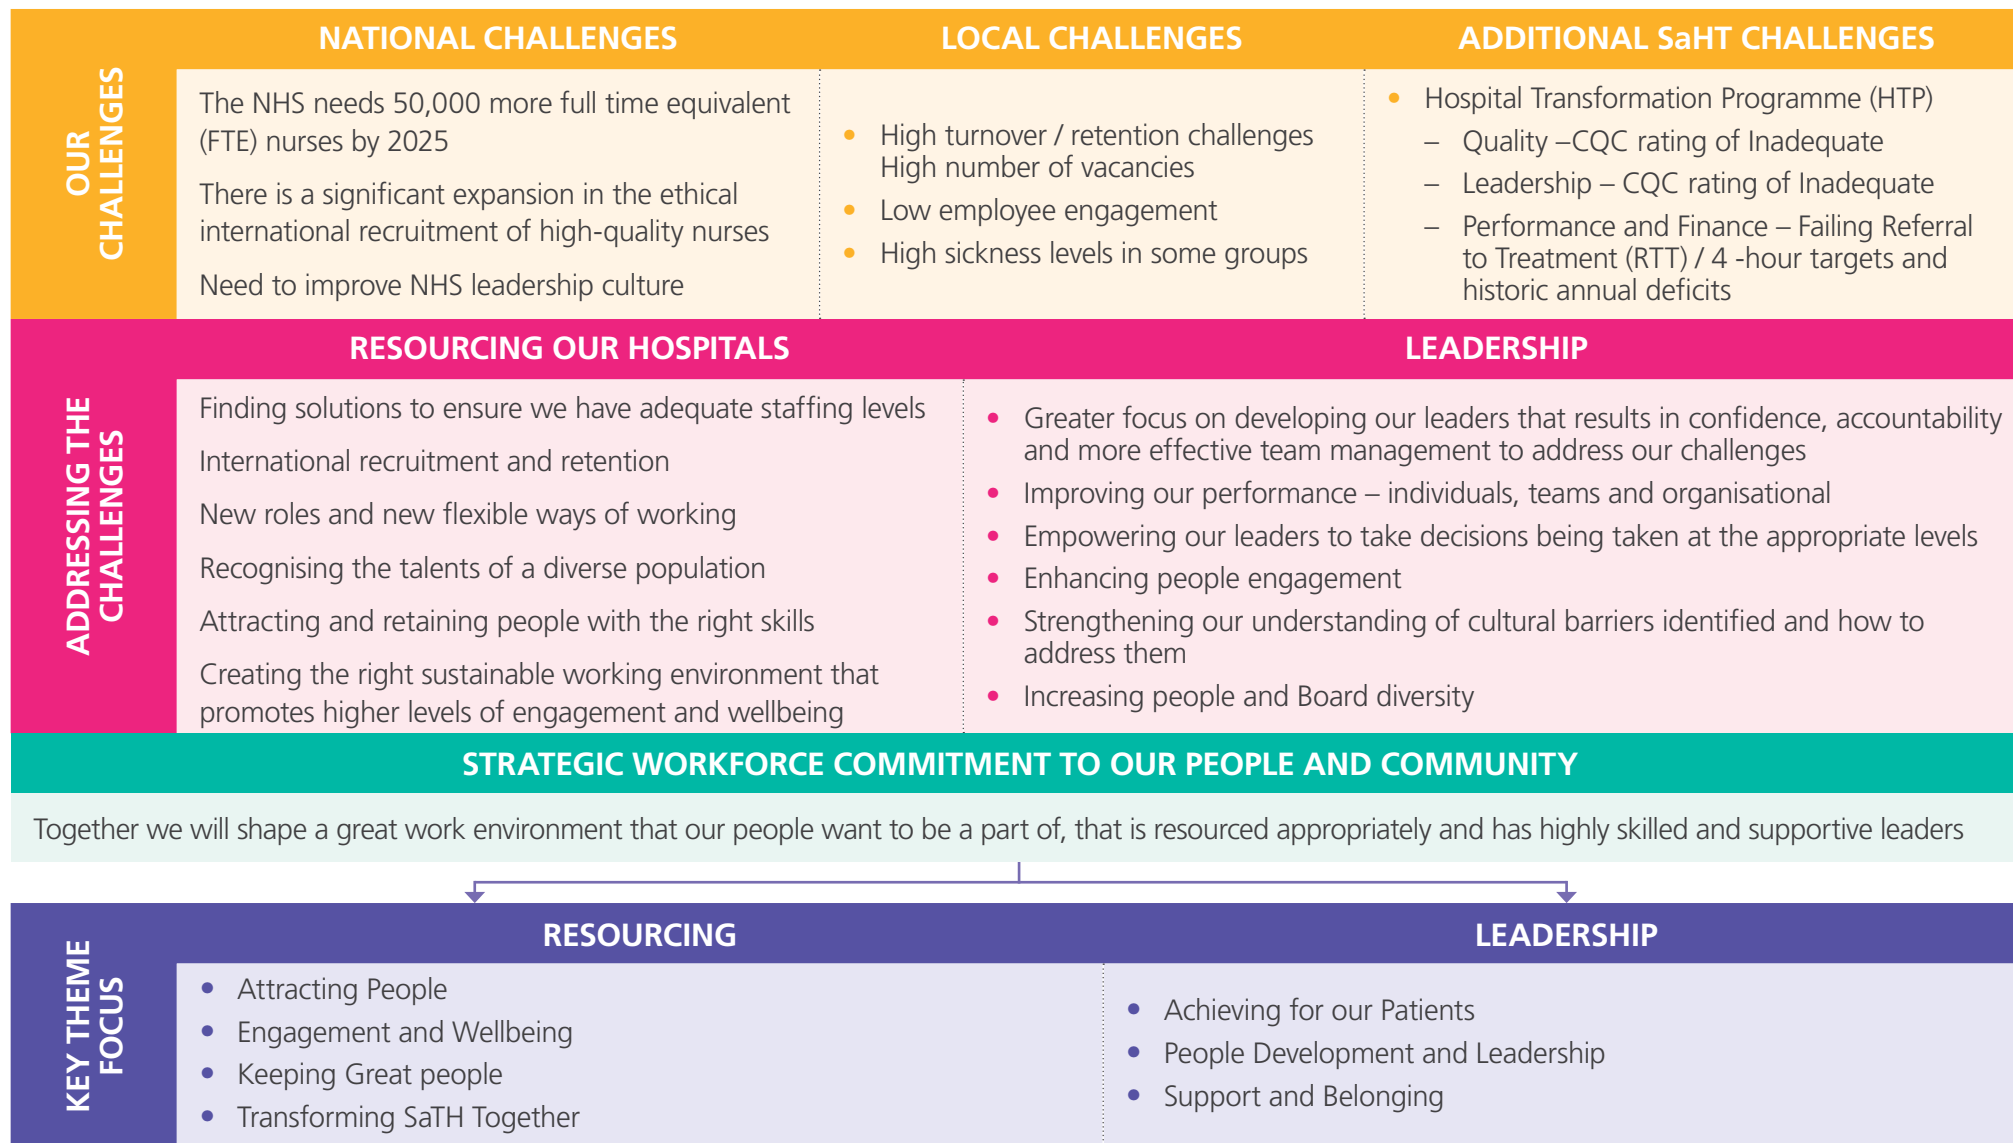 OUR
CHALLENGES
NATIONAL CHALLENGES
The NHS needs 50,000 more full time equivalent
(FTE) nurses by 2025
There is a significant expansion in the ethical
international recruitment of high-quality nurses
Need to improve NHS leadership culture
LOCAL CHALLENGES
• High turnover / retention challenges
High number of vacancies
• Low employee engagement
• High sickness levels in some groups
ADDITIONAL SaHT CHALLENGES
• Hospital Transformation Programme (HTP)
– Quality –CQC rating of Inadequate
– Leadership – CQC rating of Inadequate
– Performance and Finance – Failing Referral
to Treatment (RTT) / 4 -hour targets and
historic annual deficits
ADDRESSING THE
CHALLENGES
RESOURCING OUR HOSPITALS
Finding solutions to ensure we have adequate staffing levels
International recruitment and retention
New roles and new flexible ways of working
Recognising the talents of a diverse population
Attracting and retaining people with the right skills
Creating the right sustainable working environment that
promotes higher levels of engagement and wellbeing
LEADERSHIP
• Greater focus on developing our leaders that results in confidence, accountability
and more effective team management to address our challenges
• Improving our performance – individuals, teams and organisational
• Empowering our leaders to take decisions being taken at the appropriate levels
• Enhancing people engagement
• Strengthening our understanding of cultural barriers identified and how to
address them
• Increasing people and Board diversity
STRATEGIC WORKFORCE COMMITMENT TO OUR PEOPLE AND COMMUNITY
Together we will shape a great work environment that our people want to be a part of, that is resourced appropriately and has highly skilled and supportive leaders
KEY THEME
FOCUS
RESOURCING
• Attracting People
• Engagement and Wellbeing
• Keeping Great people
• Transforming SaTH Together
LEADERSHIP
• Achieving for our Patients
• People Development and Leadership
• Support and Belonging